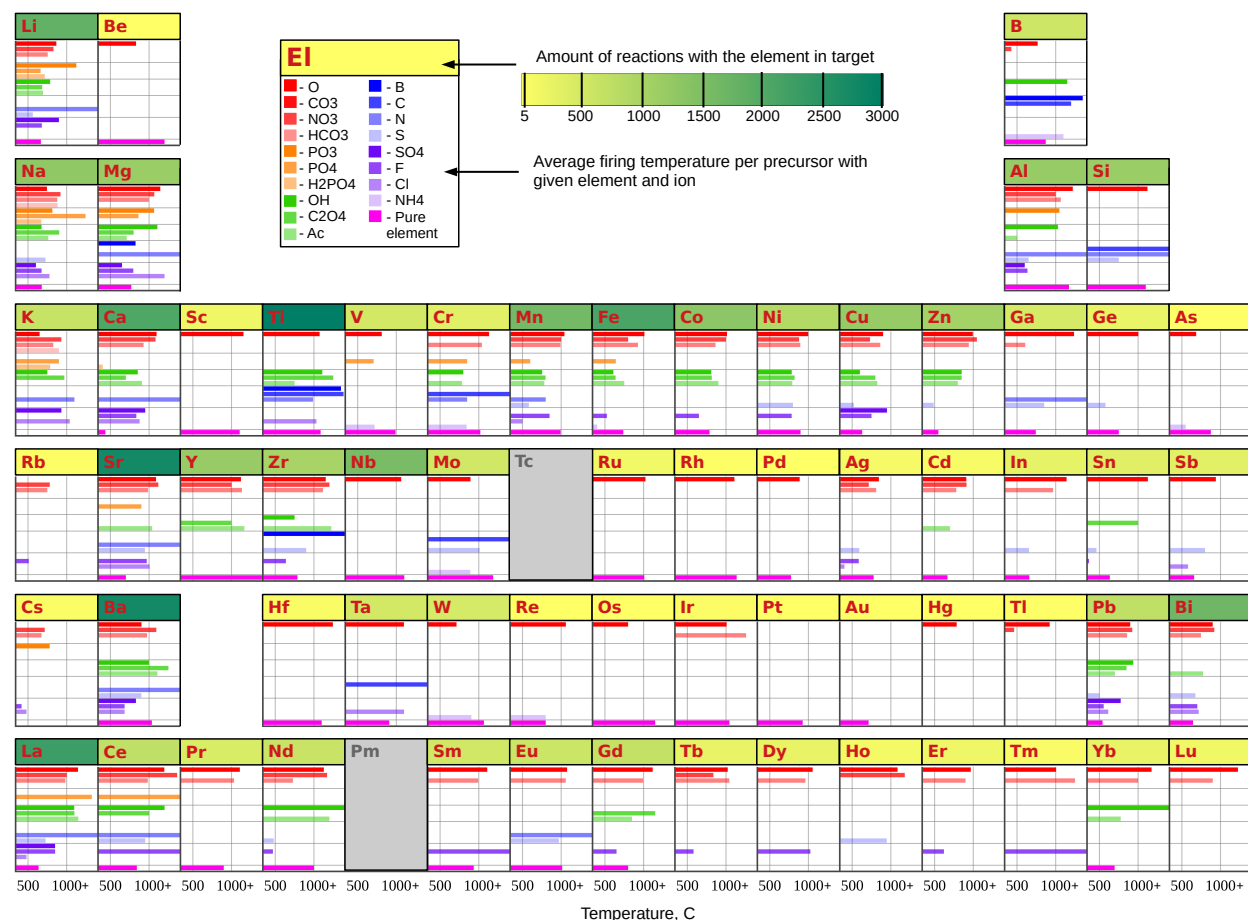 Li Be B
El
Amount of reactions with the element in target
5 500 1000 1500 2000 2500 3000
- O - B
- CO3 - C
- NO3 - N
- HCO3 - S
- PO3 - SO4
- PO4 - F
- H2PO4 - Cl
- OH - NH4
- C2O4 - Pure
- Ac element
Average firing temperature per precursor with
given element and ion
Na Mg Al Si
K Ca Sc Ti V Cr Mn Fe Co Ni Cu Zn Ga Ge As
Rb Sr Y Zr Nb Mo Tc Ru Rh Pd Ag Cd In Sn Sb
Cs Ba Hf Ta W Re Os Ir Pt Au Hg Tl Pb Bi
La Ce Pr Nd Pm Sm Eu Gd Tb Dy Ho Er Tm Yb Lu
500 1000+ 500 1000+ 500 1000+ 500 1000+ 500 1000+ 500 1000+ 500 1000+ 500 1000+ 500 1000+ 500 1000+ 500 1000+ 500 1000+ 500 1000+ 500 1000+ 500 1000+
Temperature, C